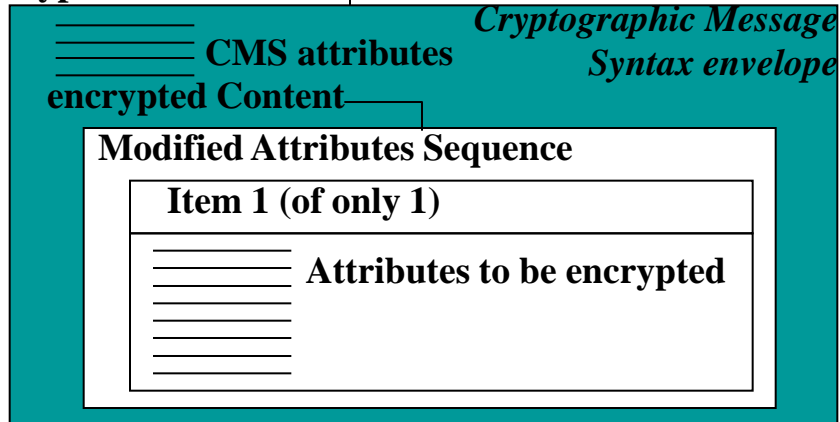 Cryptographic Message
CMS attributes
Syntax envelope
encrypted Content
Modified Attributes Sequence
Item 1 (of only 1)
Attributes to be encrypted